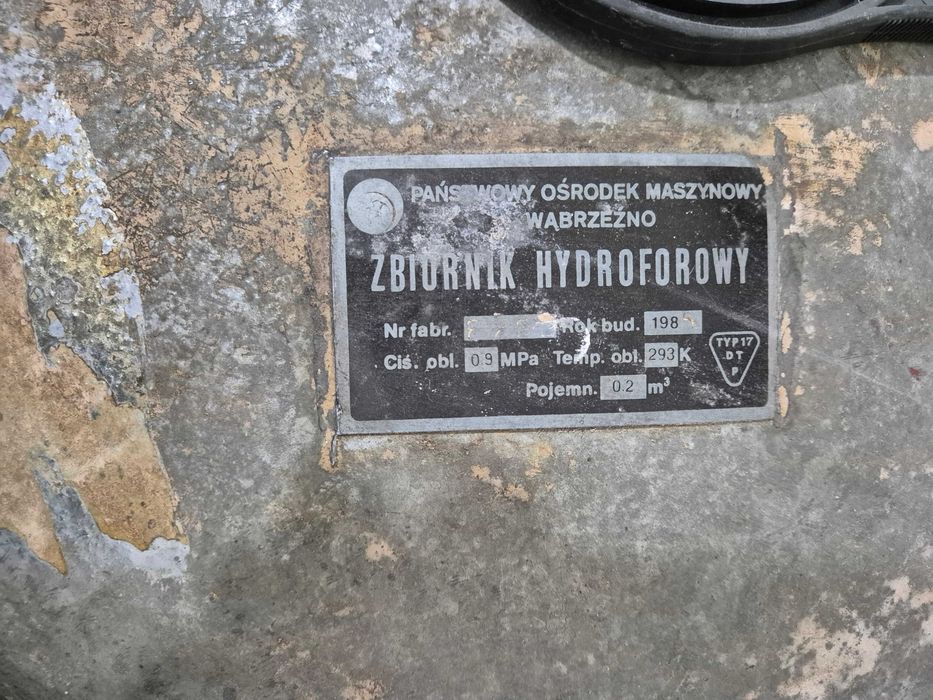 PAŃSTWOWY OŚRODEK MASZYNOWY
WĄBRZEŹNO
ZBIORNIK HYDROFOROWY
Nr fabr. Rok bud. 198
Ciś. obl. 0.9 MPa Temp. obl. 293 K
Pojemn. 0.2 m³
TYP 17
DT
P